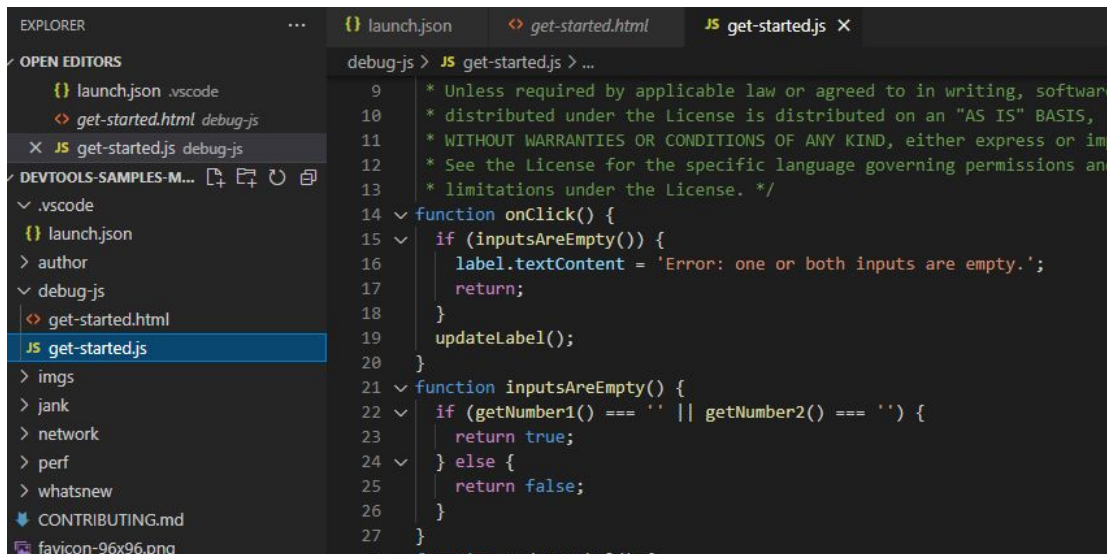 EXPLORER
...
OPEN EDITORS
{} launch.json .vscode
<> get-started.html debug-js
X JS get-started.js debug-js
DEVTOOLS-SAMPLES-M...
.vscode
{} launch.json
> author
debug-js
<> get-started.html
JS get-started.js
> imgs
> jank
> network
> perf
> whatsnew
CONTRIBUTING.md
favicon-96x96.png
{} launch.json <> get-started.html JS get-started.js X
debug-js > JS get-started.js > ...
9 * Unless required by applicable law or agreed to in writing, software
10 * distributed under the License is distributed on an "AS IS" BASIS,
11 * WITHOUT WARRANTIES OR CONDITIONS OF ANY KIND, either express or im
12 * See the License for the specific language governing permissions an
13 * limitations under the License. */
14 function onClick() {
15 if (inputsAreEmpty()) {
16 label.textContent = 'Error: one or both inputs are empty.';
17 return;
18 }
19 updateLabel();
20 }
21 function inputsAreEmpty() {
22 if (getNumber1() === '' || getNumber2() === '') {
23 return true;
24 } else {
25 return false;
26 }
27 }